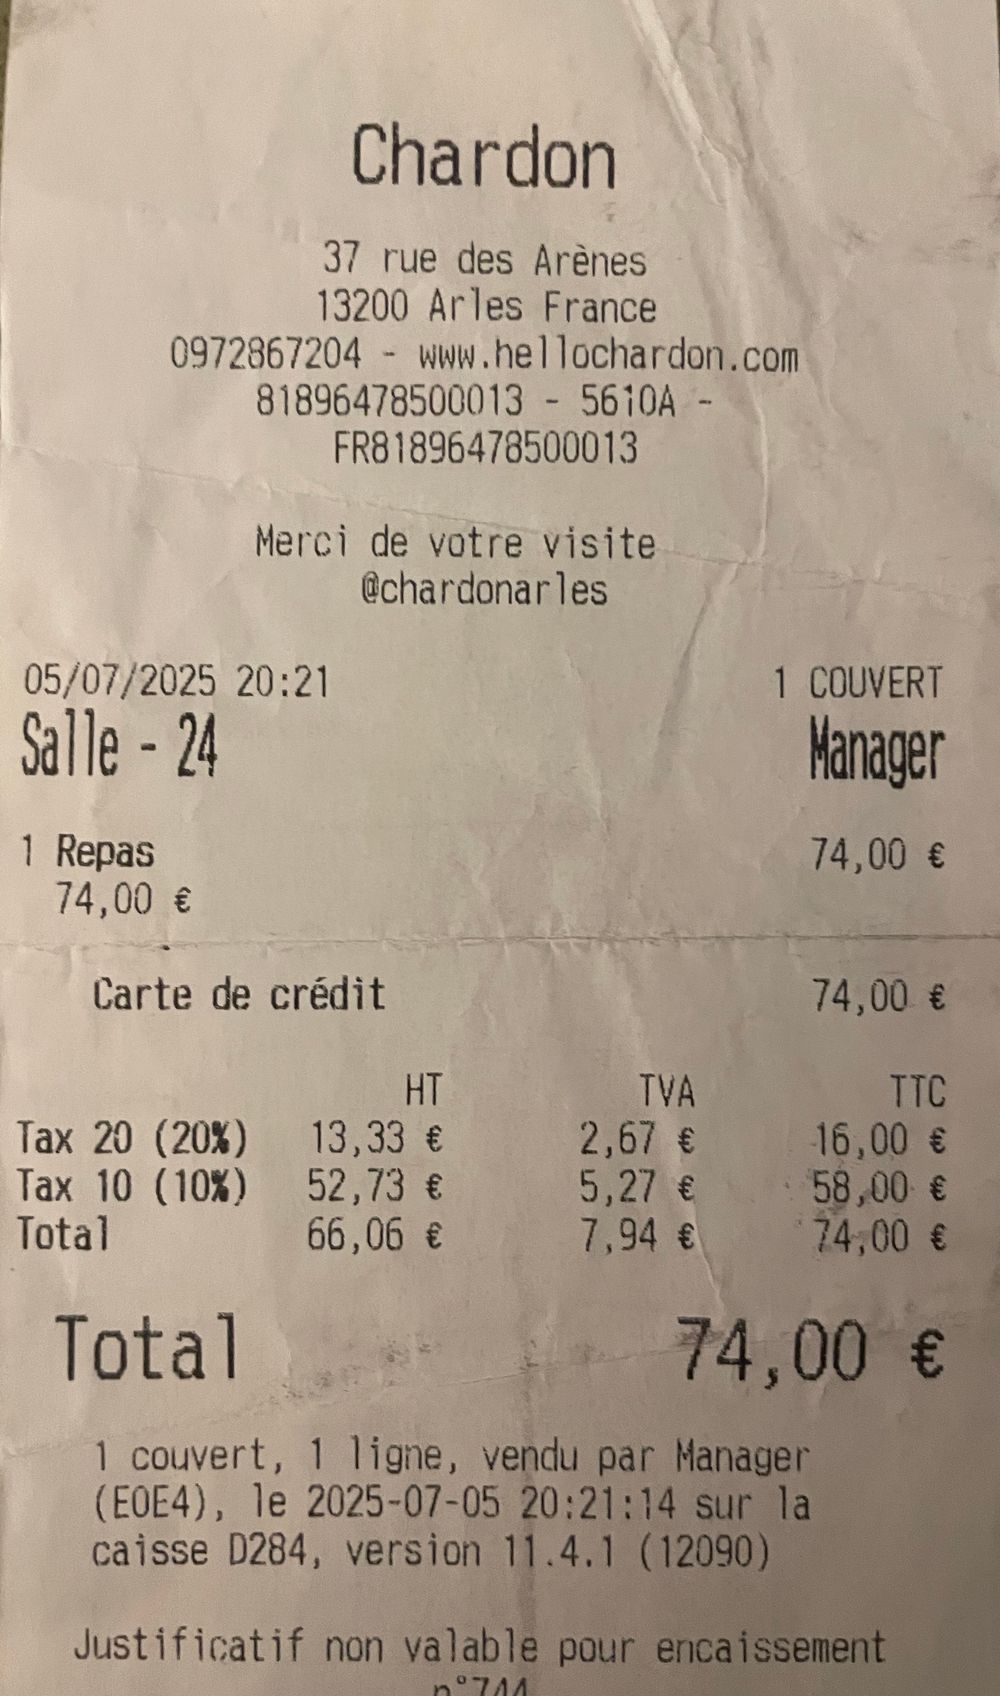 Chardon
37 rue des Arènes
13200 Arles France
0972867204 - www.hellochardon.com
81896478500013 - 5610A -
FR81896478500013
Merci de votre visite
@chardonarles
05/07/2025 20:21 1 COUVERT
Salle - 24 Manager
1 Repas 74,00 €
74,00 €
Carte de crédit 74,00 €
HT TVA TTC
Tax 20 (20%) 13,33 € 2,67 € 16,00 €
Tax 10 (10%) 52,73 € 5,27 € 58,00 €
Total 66,06 € 7,94 € 74,00 €
Total 74,00 €
1 couvert, 1 ligne, vendu par Manager
(E0E4), le 2025-07-05 20:21:14 sur la
caisse D284, version 11.4.1 (12090)
Justificatif non valable pour encaissement
n°744